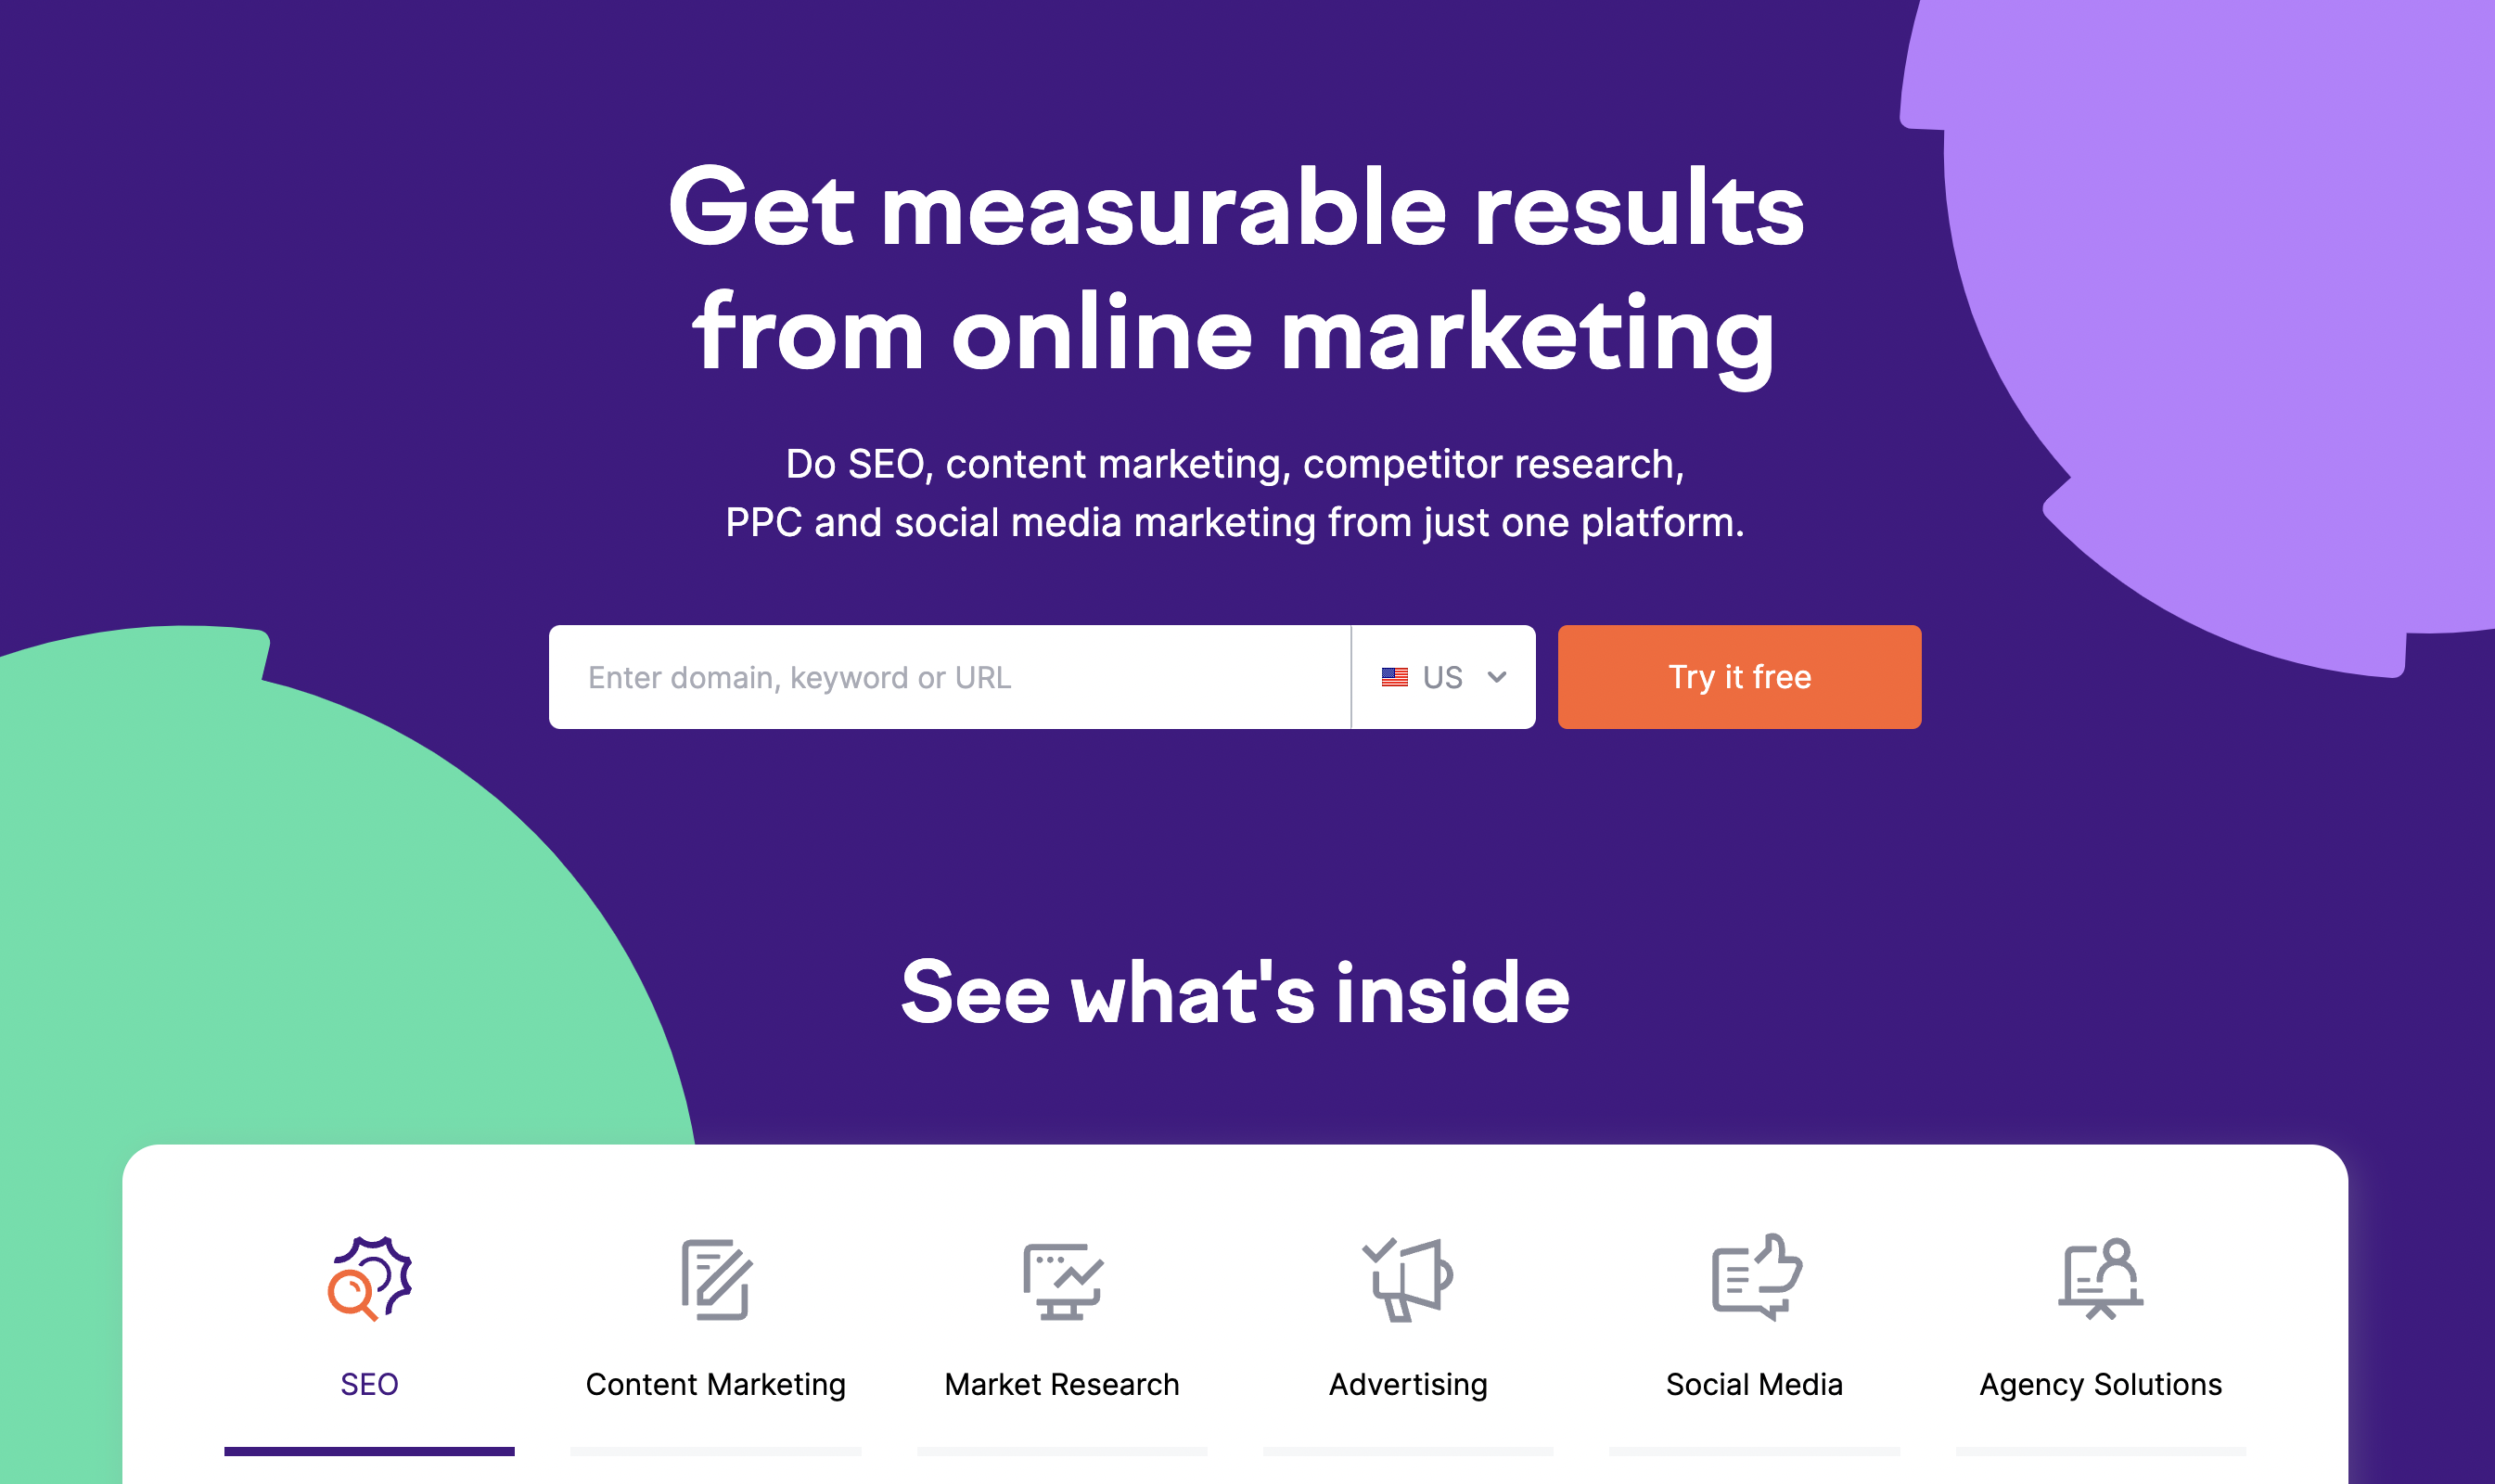 Get measurable results
from online marketing
Do SEO, content marketing, competitor research,
PPC and social media marketing from just one platform.
Enter domain, keyword or URL
US
Try it free
See what's inside
SEO
Content Marketing
Market Research
Advertising
Social Media
Agency Solutions